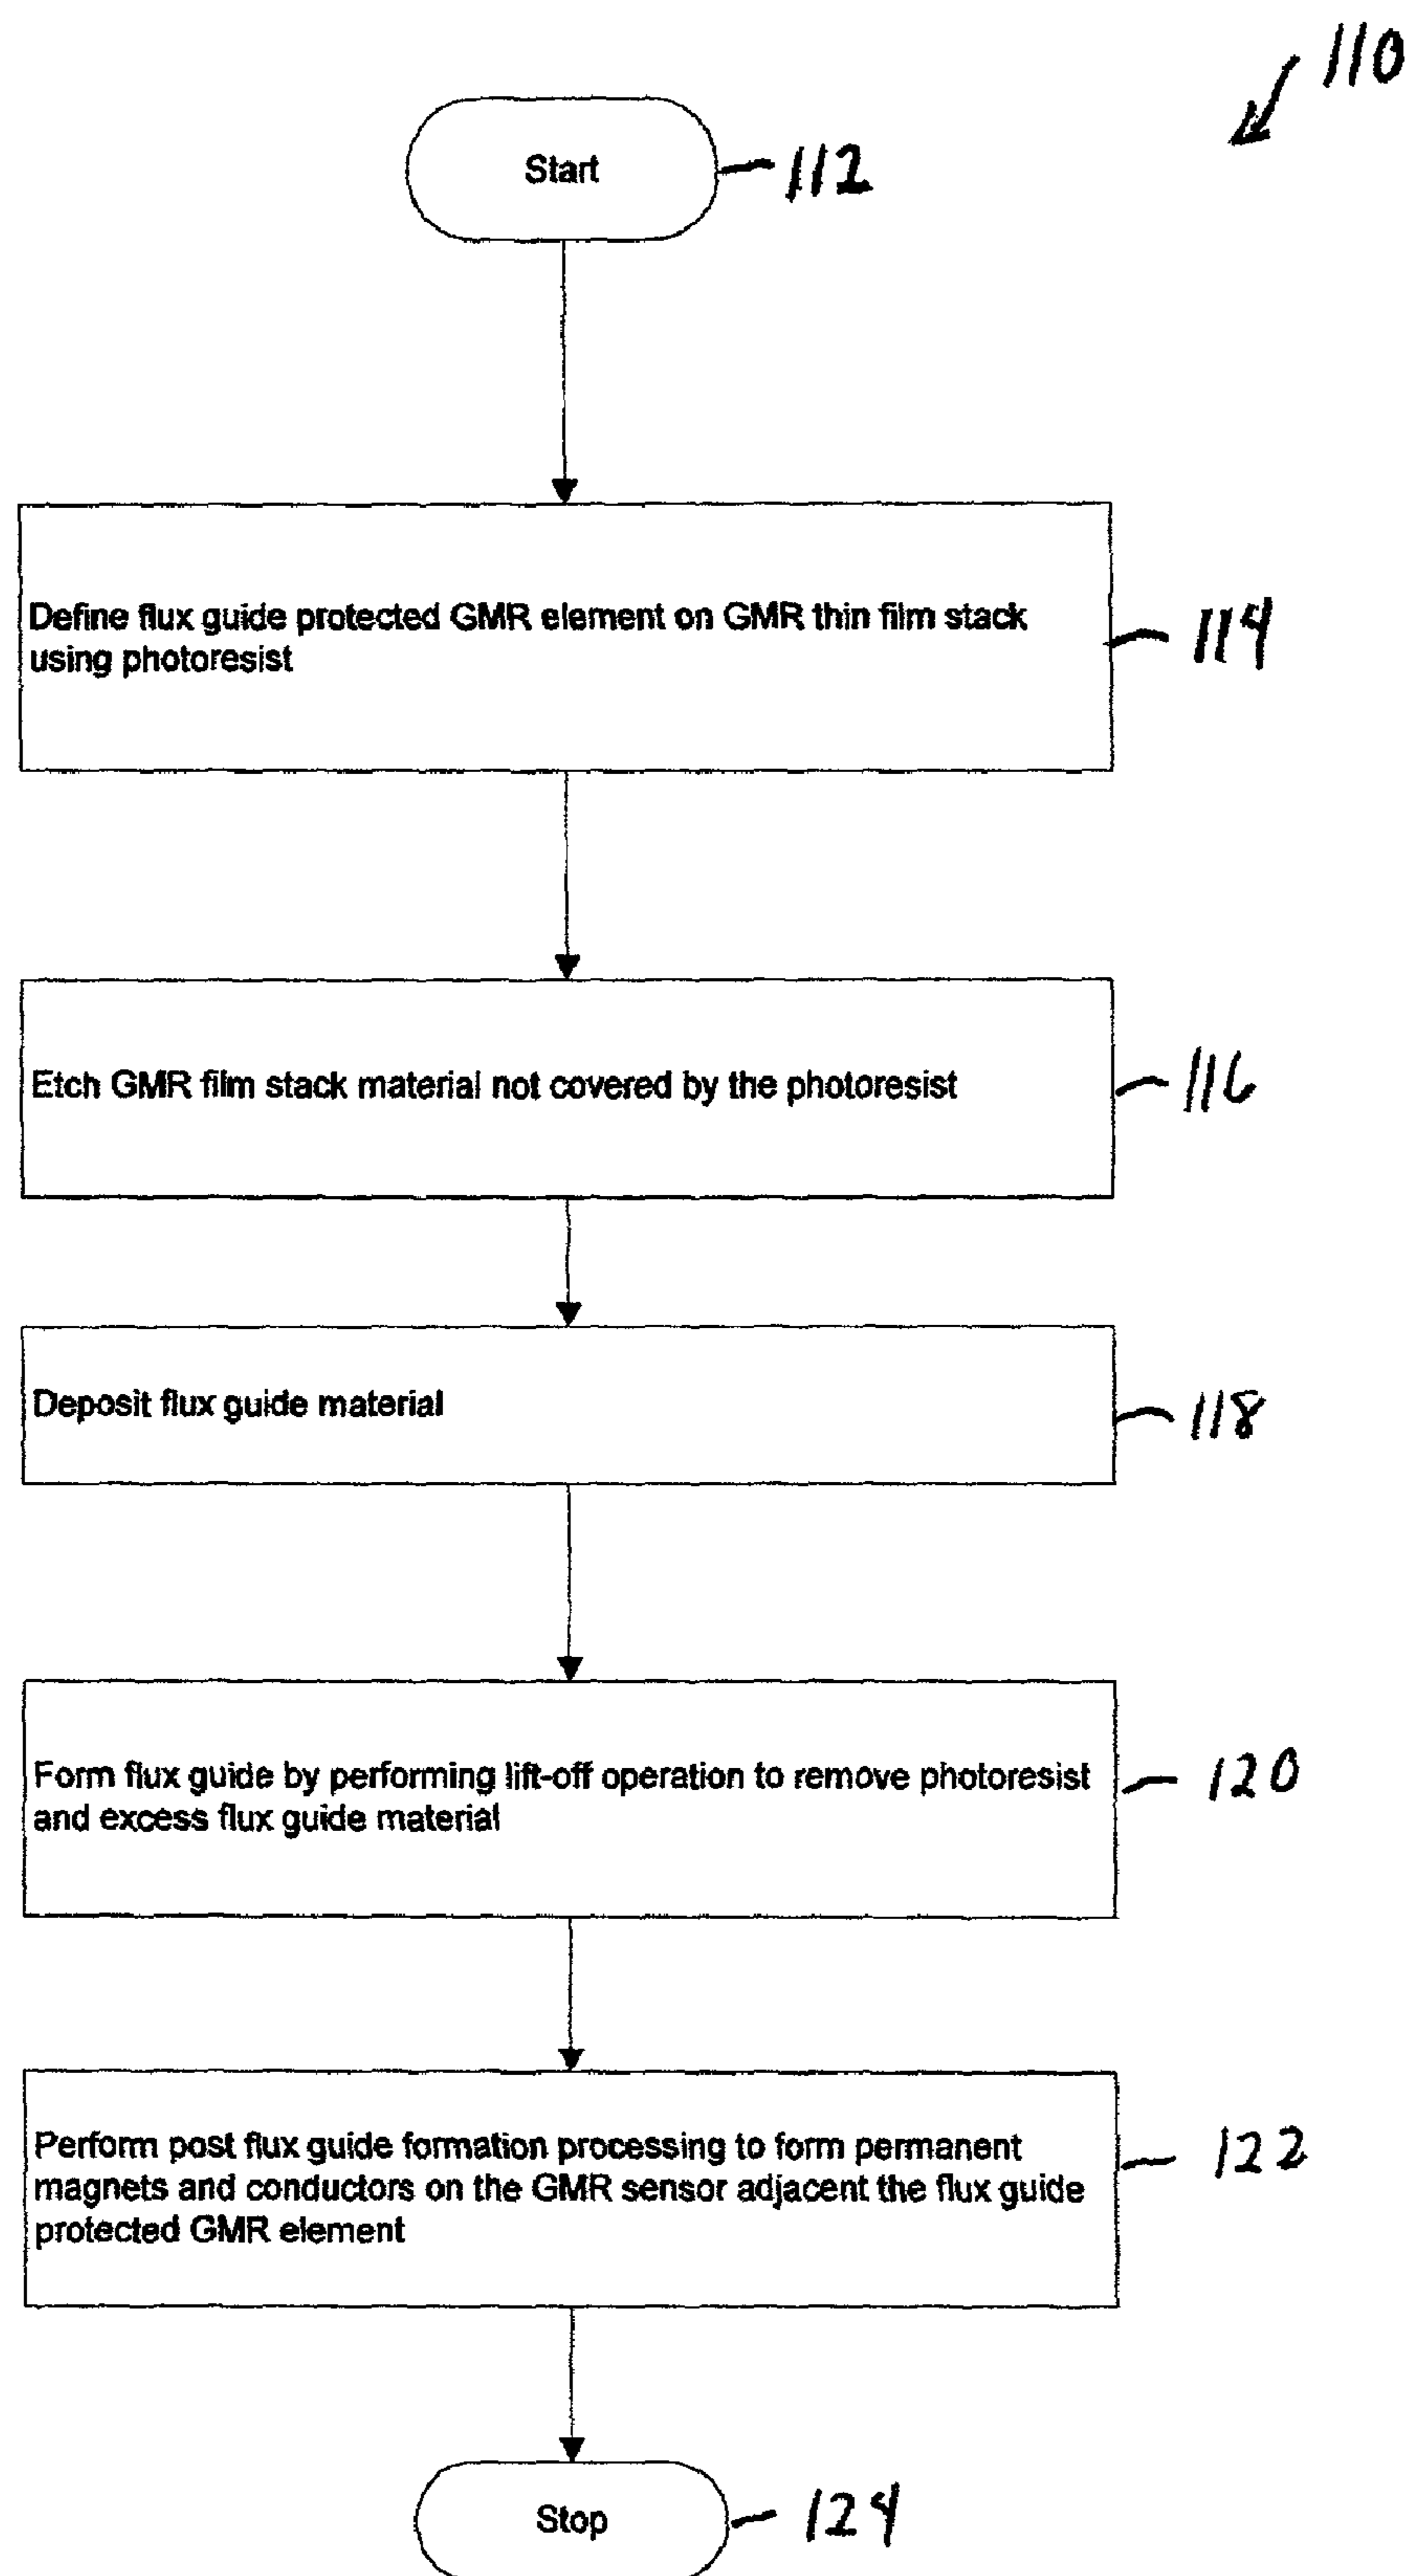 110
Start
112
Define flux guide protected GMR element on GMR thin film stack
using photoresist
114
Etch GMR film stack material not covered by the photoresist
116
Deposit flux guide material
118
Form flux guide by performing lift-off operation to remove photoresist
and excess flux guide material
120
Perform post flux guide formation processing to form permanent
magnets and conductors on the GMR sensor adjacent the flux guide
protected GMR element
122
Stop
124